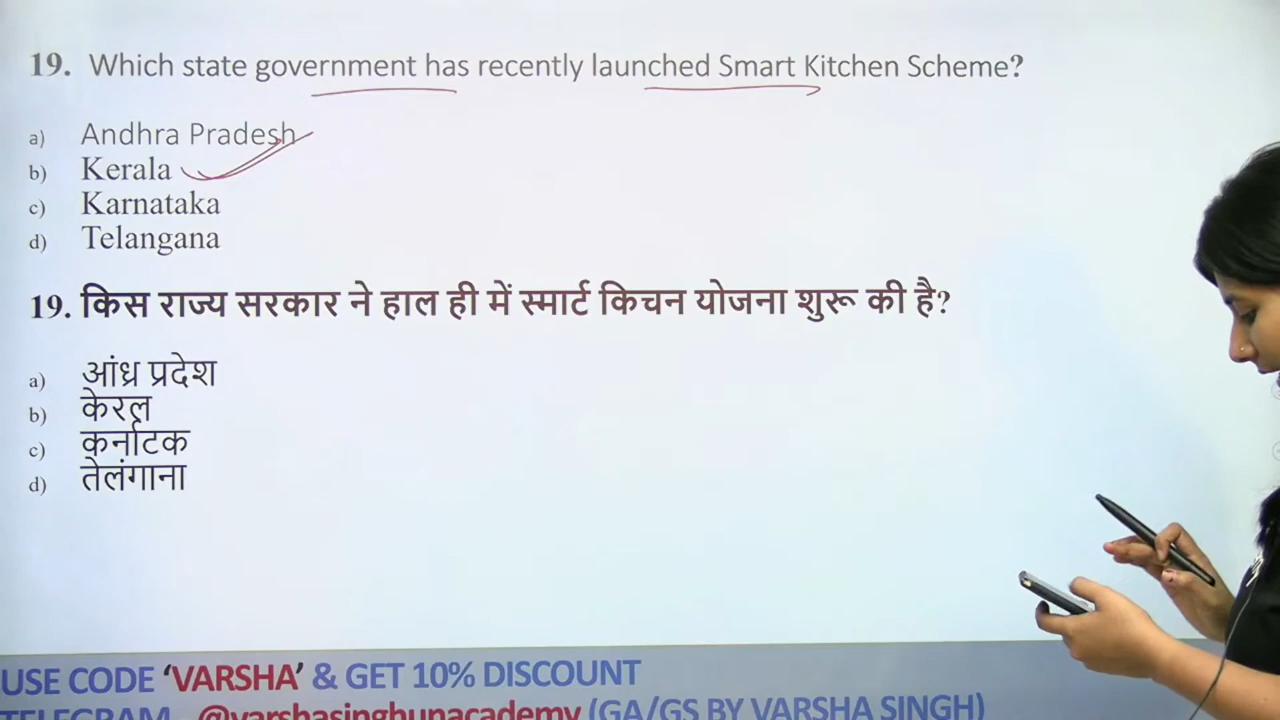 19. Which state government has recently launched Smart Kitchen Scheme?
a) Andhra Pradesh
b) Kerala
c) Karnataka
d) Telangana
19. किस राज्य सरकार ने हाल ही में स्मार्ट किचन योजना शुरू की है?
a) आंध्र प्रदेश
b) केरल
c) कर्नाटक
d) तेलंगाना
USE CODE ‘VARSHA’ & GET 10% DISCOUNT
TELEGRAM @varshasinghunacademy (GA/GS BY VARSHA SINGH)